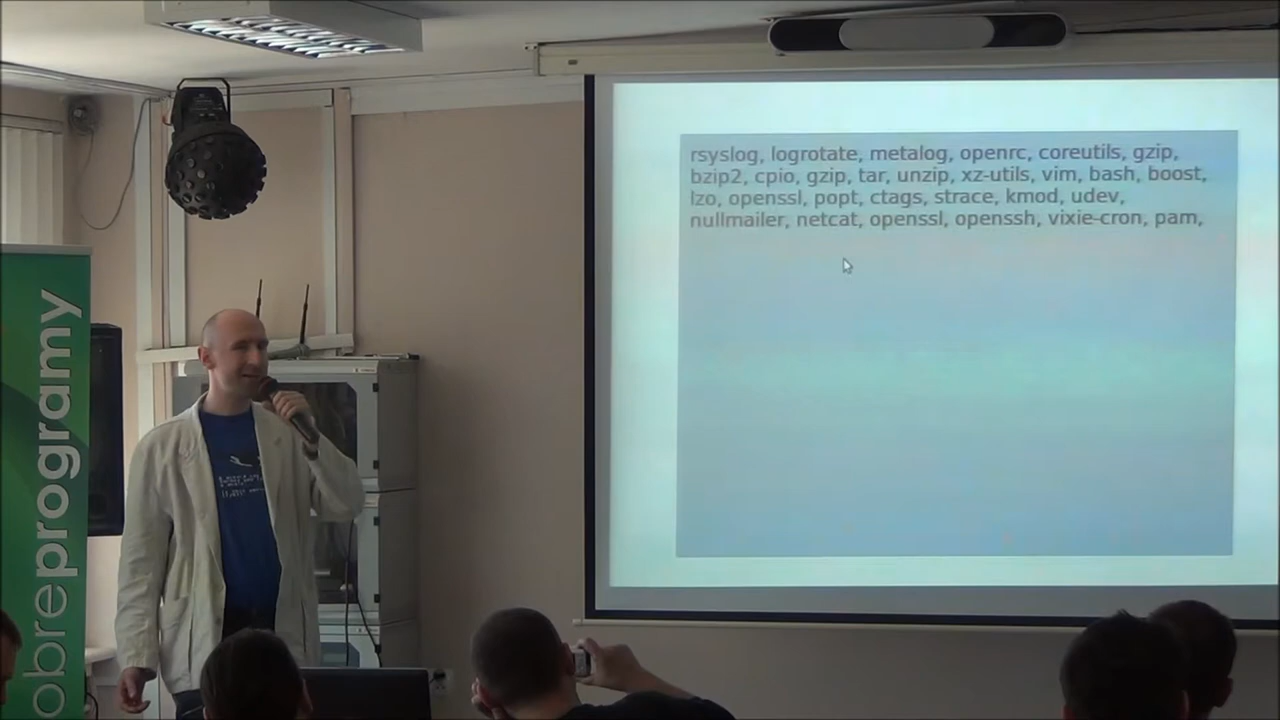 rsyslog, logrotate, metalog, openrc, coreutils, gzip,
bzip2, cpio, gzip, tar, unzip, xz-utils, vim, bash, boost,
lzo, openssl, popt, ctags, strace, kmod, udev,
nullmailer, netcat, openssl, openssh, vixie-cron, pam,
obreprogramy